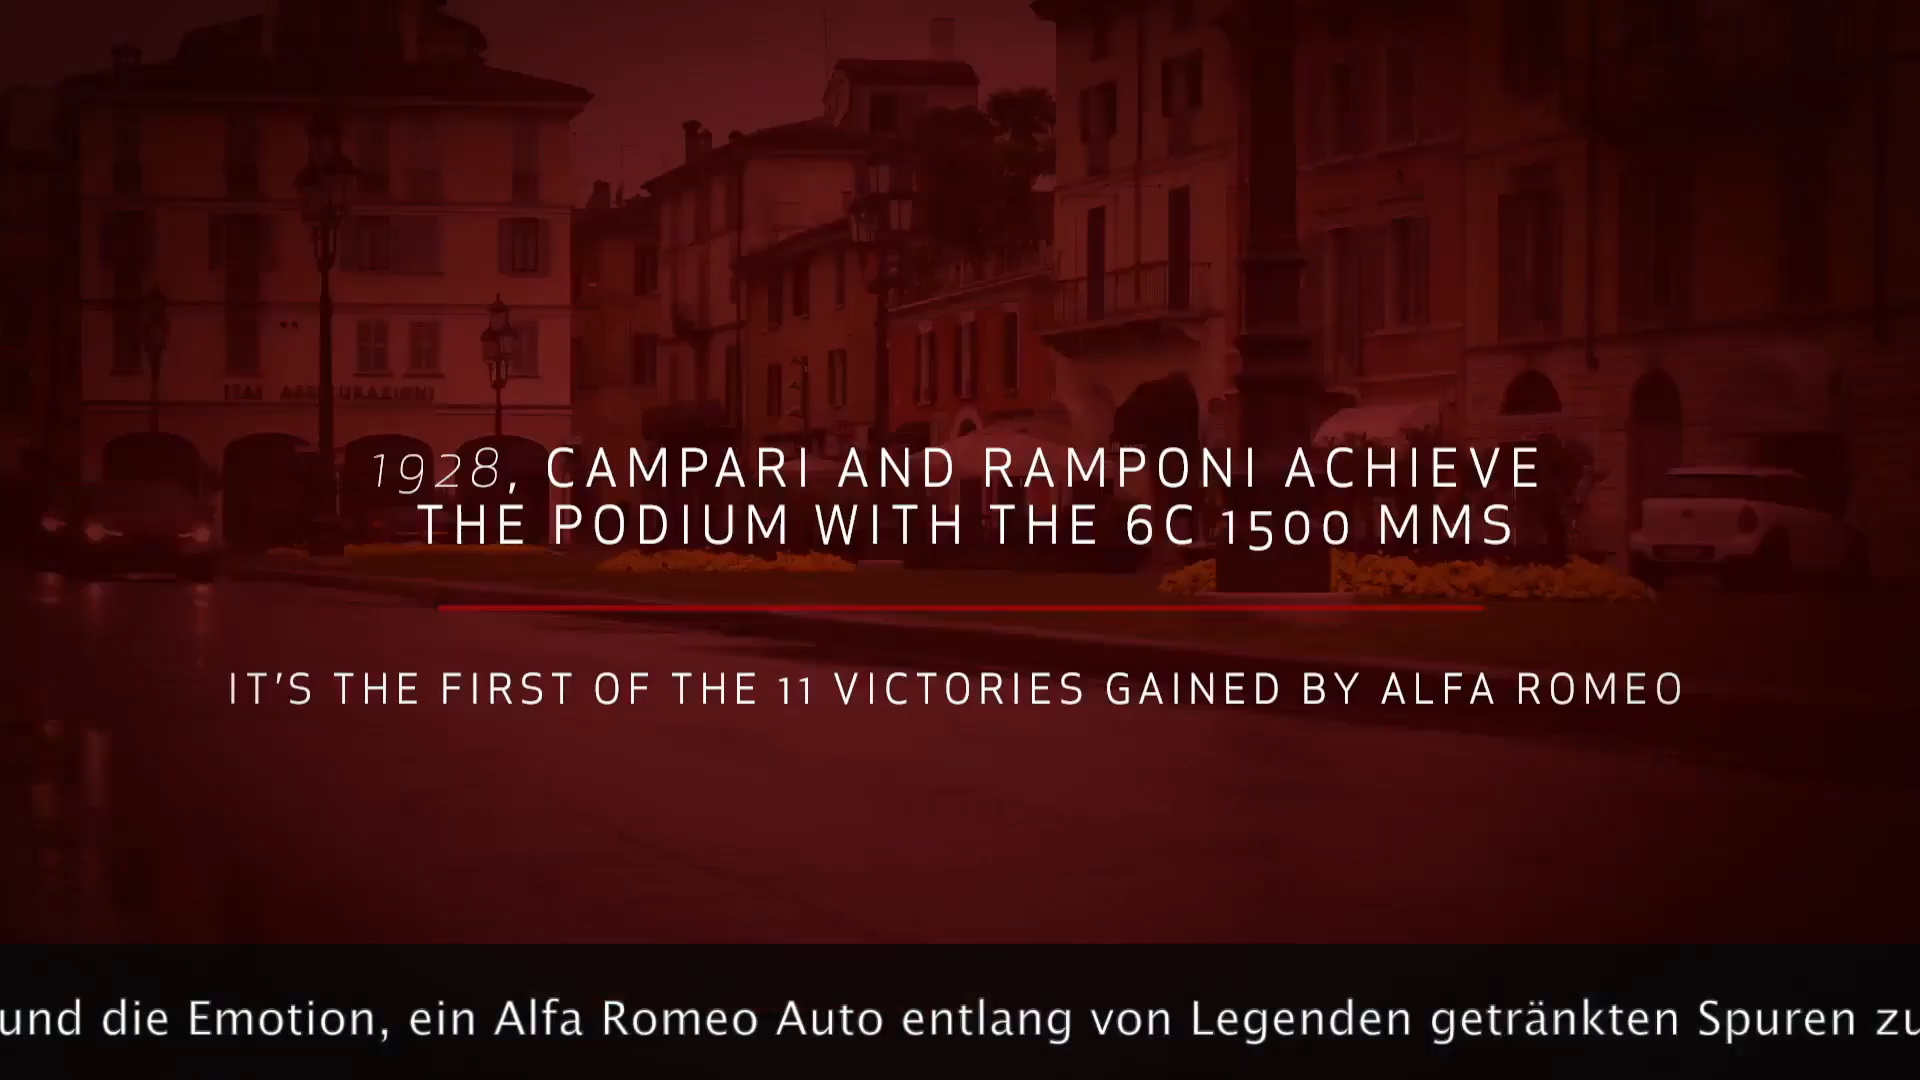 1928, CAMPARI AND RAMPONI ACHIEVE
THE PODIUM WITH THE 6C 1500 MMS
IT'S THE FIRST OF THE 11 VICTORIES GAINED BY ALFA ROMEO
und die Emotion, ein Alfa Romeo Auto entlang von Legenden getränkten Spuren zu